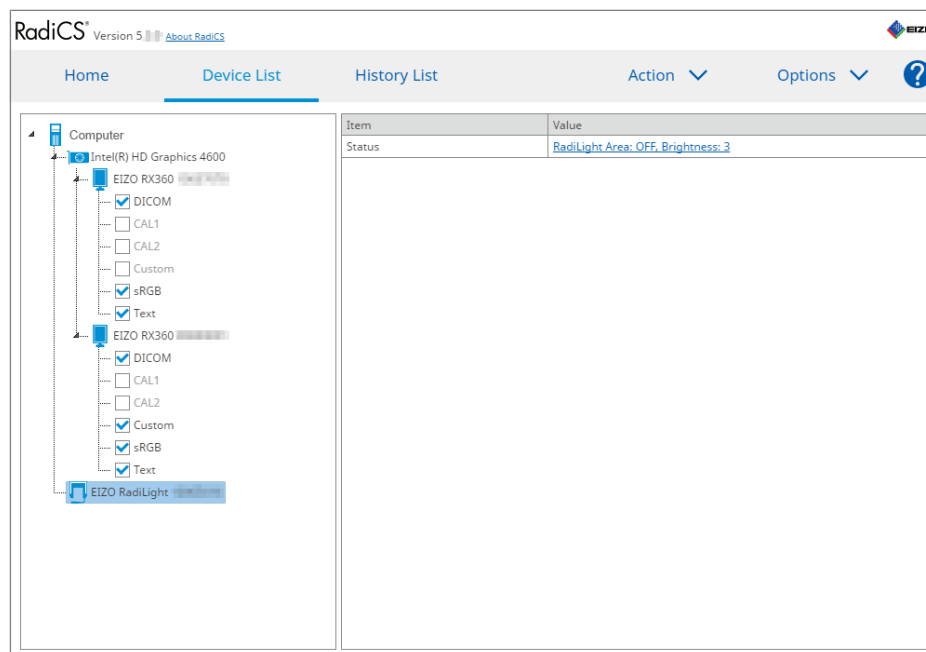 RadiCS® Version 5. About RadiCS
EIZ
Home Device List History List Action Options ?
Computer
Intel(R) HD Graphics 4600
EIZO RX360
DICOM
CAL1
CAL2
Custom
sRGB
Text
EIZO RX360
DICOM
CAL1
CAL2
Custom
sRGB
Text
EIZO RadiLight
Item Value
Status RadiLight Area: OFF, Brightness: 3